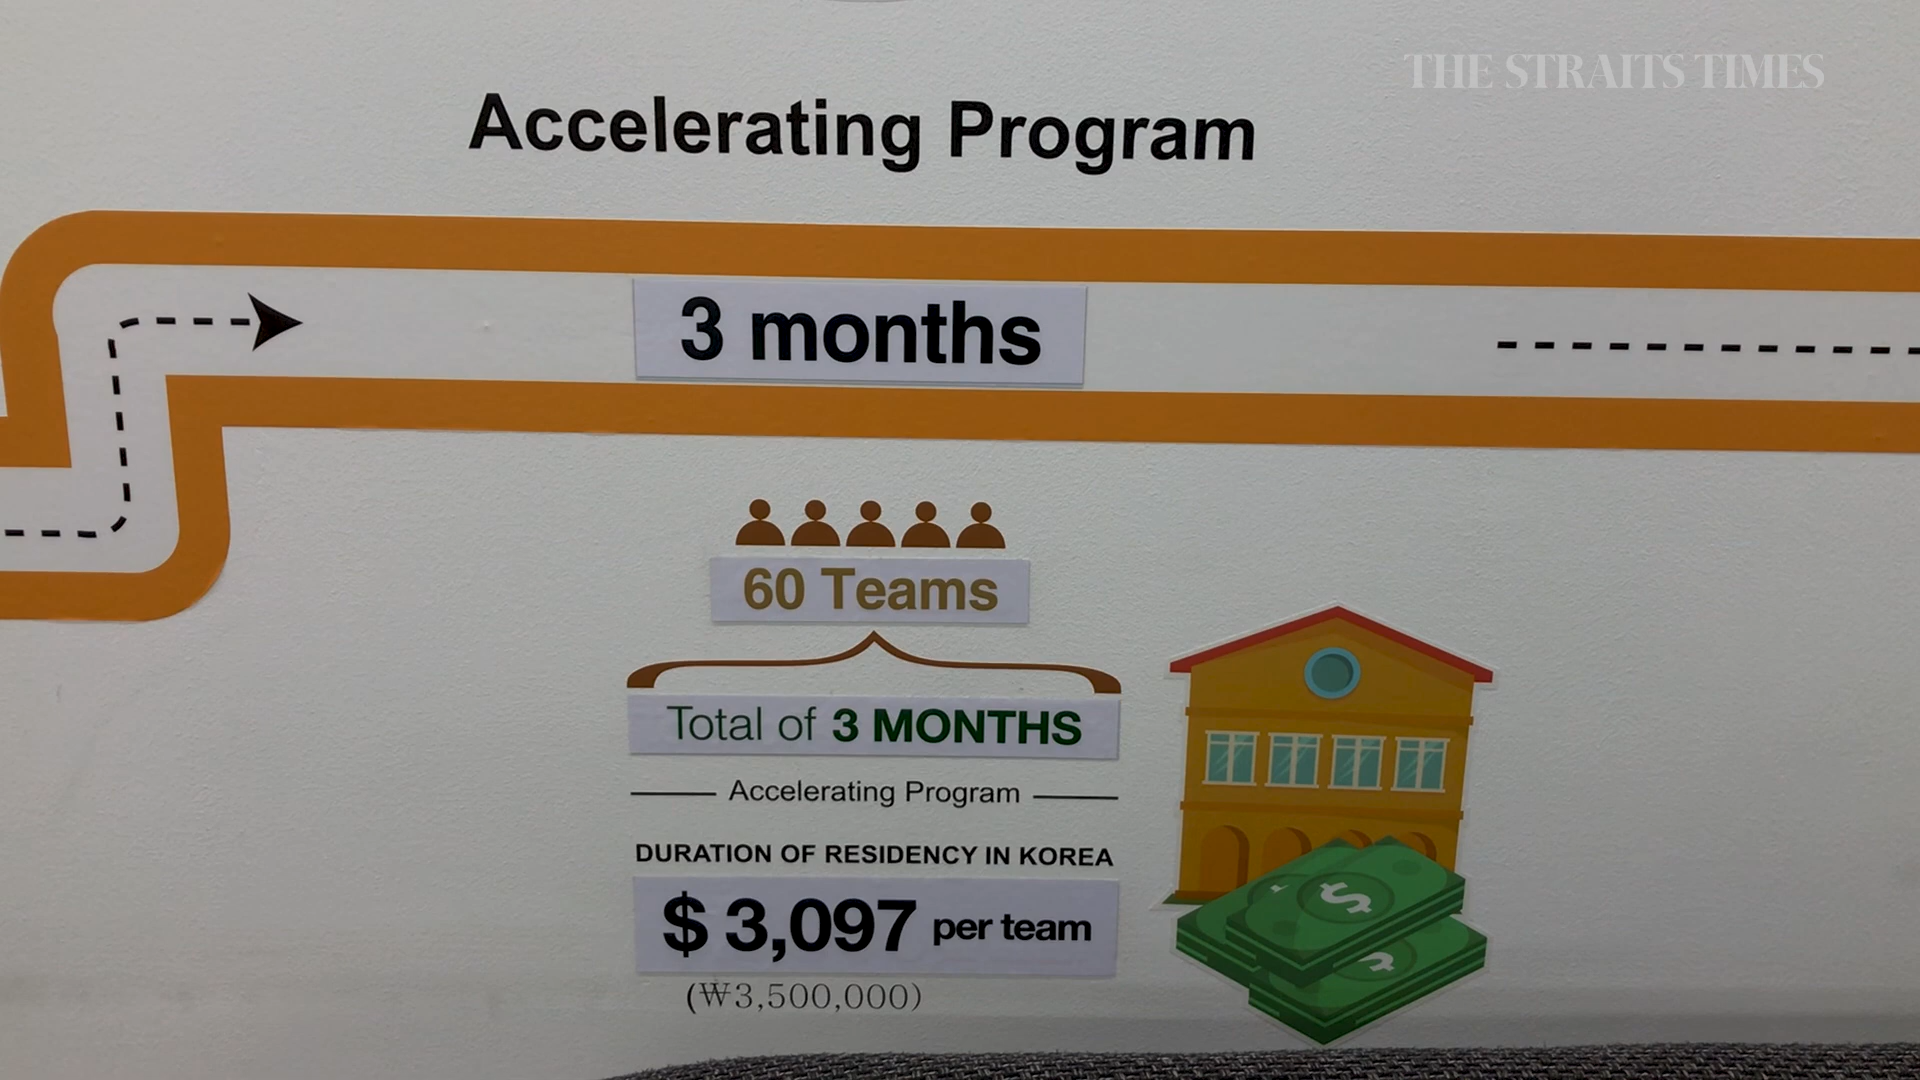 THE STRAITS TIMES
Accelerating Program
3 months
60 Teams
Total of 3 MONTHS
Accelerating Program
DURATION OF RESIDENCY IN KOREA
$ 3,097 per team
(₩3,500,000)